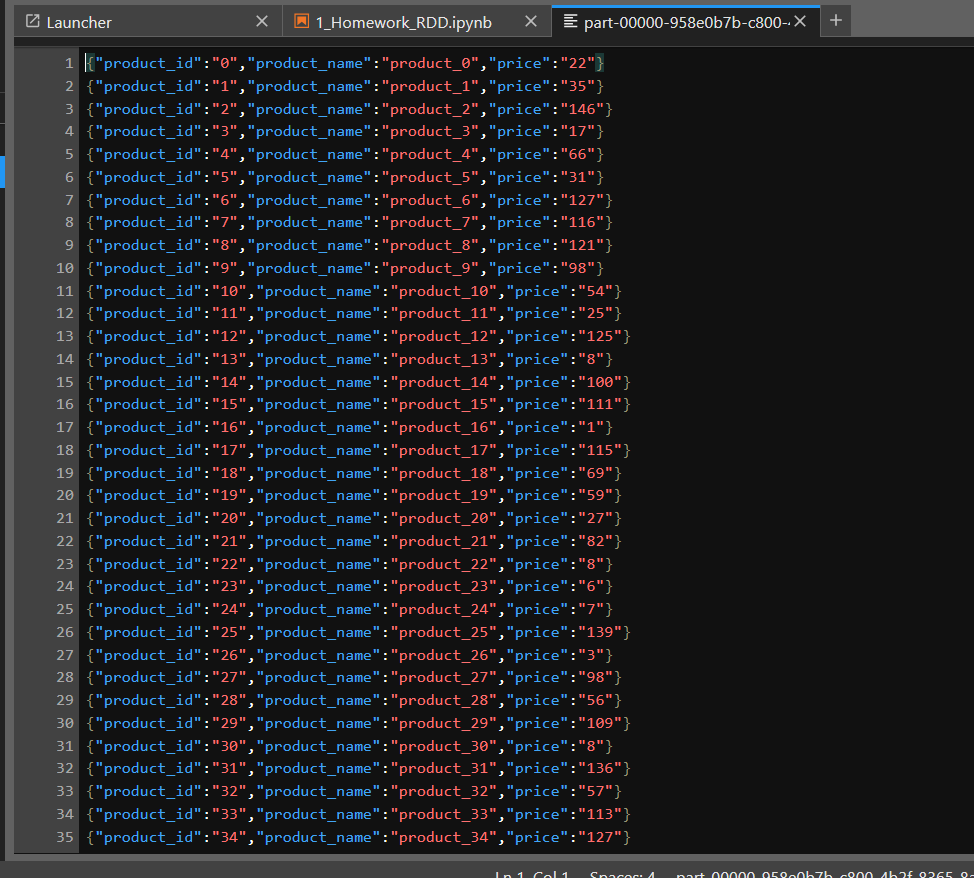 Launcher
1_Homework_RDD.ipynb
part-00000-958e0b7b-c800-
1 {"product_id":"0","product_name":"product_0","price":"22"}
2 {"product_id":"1","product_name":"product_1","price":"35"}
3 {"product_id":"2","product_name":"product_2","price":"146"}
4 {"product_id":"3","product_name":"product_3","price":"17"}
5 {"product_id":"4","product_name":"product_4","price":"66"}
6 {"product_id":"5","product_name":"product_5","price":"31"}
7 {"product_id":"6","product_name":"product_6","price":"127"}
8 {"product_id":"7","product_name":"product_7","price":"116"}
9 {"product_id":"8","product_name":"product_8","price":"121"}
10 {"product_id":"9","product_name":"product_9","price":"98"}
11 {"product_id":"10","product_name":"product_10","price":"54"}
12 {"product_id":"11","product_name":"product_11","price":"25"}
13 {"product_id":"12","product_name":"product_12","price":"125"}
14 {"product_id":"13","product_name":"product_13","price":"8"}
15 {"product_id":"14","product_name":"product_14","price":"100"}
16 {"product_id":"15","product_name":"product_15","price":"111"}
17 {"product_id":"16","product_name":"product_16","price":"1"}
18 {"product_id":"17","product_name":"product_17","price":"115"}
19 {"product_id":"18","product_name":"product_18","price":"69"}
20 {"product_id":"19","product_name":"product_19","price":"59"}
21 {"product_id":"20","product_name":"product_20","price":"27"}
22 {"product_id":"21","product_name":"product_21","price":"82"}
23 {"product_id":"22","product_name":"product_22","price":"8"}
24 {"product_id":"23","product_name":"product_23","price":"6"}
25 {"product_id":"24","product_name":"product_24","price":"7"}
26 {"product_id":"25","product_name":"product_25","price":"139"}
27 {"product_id":"26","product_name":"product_26","price":"3"}
28 {"product_id":"27","product_name":"product_27","price":"98"}
29 {"product_id":"28","product_name":"product_28","price":"56"}
30 {"product_id":"29","product_name":"product_29","price":"109"}
31 {"product_id":"30","product_name":"product_30","price":"8"}
32 {"product_id":"31","product_name":"product_31","price":"136"}
33 {"product_id":"32","product_name":"product_32","price":"57"}
34 {"product_id":"33","product_name":"product_33","price":"113"}
35 {"product_id":"34","product_name":"product_34","price":"127"}
Ln 1, Col 1 Spaces: 4 part-00000-958e0b7b-c800-4b2f-8365-8a